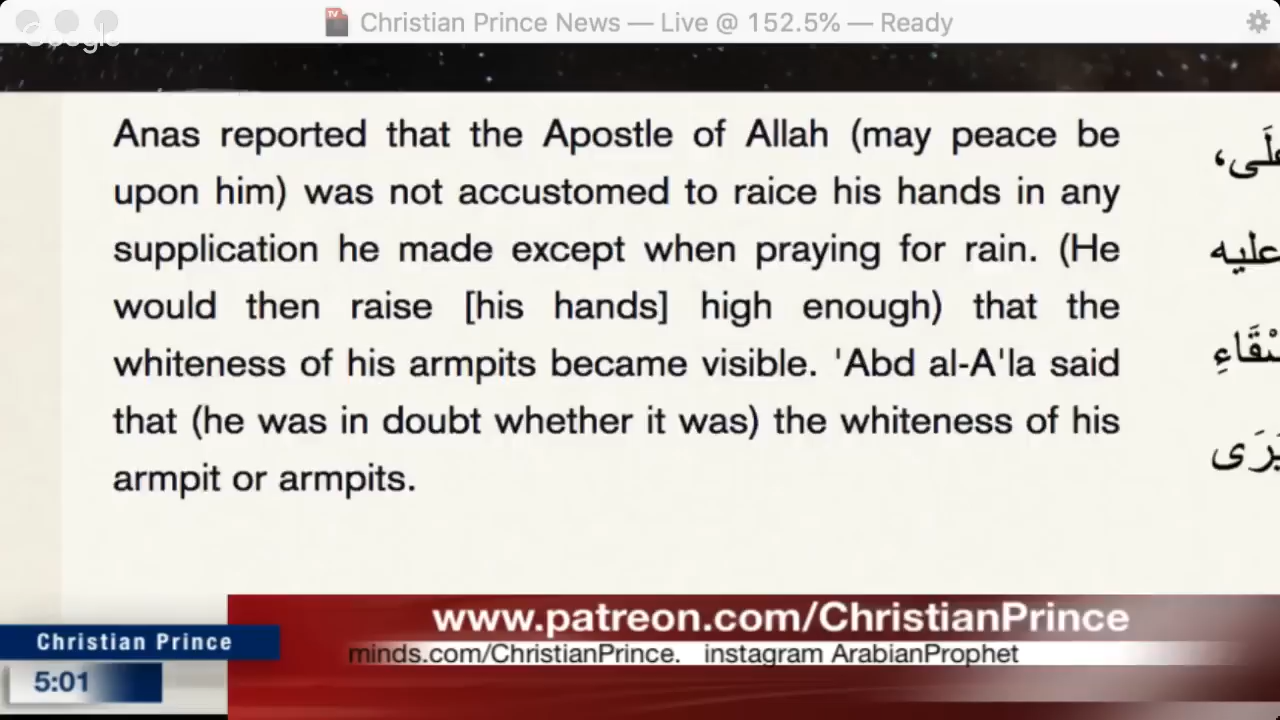 Christian Prince News — Live @ 152.5% — Ready
Google
Anas reported that the Apostle of Allah (may peace be
upon him) was not accustomed to raice his hands in any
supplication he made except when praying for rain. (He
would then raise [his hands] high enough) that the
whiteness of his armpits became visible. 'Abd al-A'la said
that (he was in doubt whether it was) the whiteness of his
armpit or armpits.
عليه
يَرَى
www.patreon.com/ChristianPrince
Christian Prince
minds.com/ChristianPrince. instagram ArabianProphet
5:01